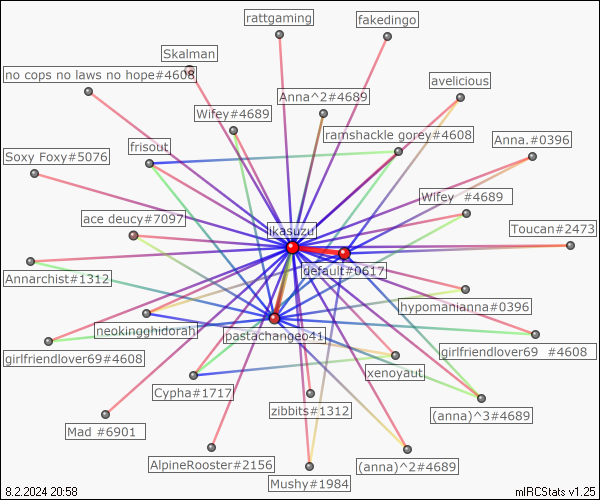 rattgaming
fakedingo
Skalman
no cops no laws no hope#4608
avelicious
Anna^2#4689
Wifey#4689
ramshackle gorey#4608
Anna.#0396
frisout
Soxy Foxy#5076
Wifey #4689
ace deucy#7097
Toucan#2473
ikasuzu
default#0617
Annarchist#1312
hypomanianna#0396
neokingghidorah
pastachangeo41
girlfriendlover69#4608
girlfriendlover69 #4608
ixenoyaut
Cypha#1717
zibbits#1312
(anna)^3#4689
Mad #6901
AlpineRooster#2156
(anna)^2#4689
Mushy#1984
8.2.2024 20:58
mIRCStats v1.25